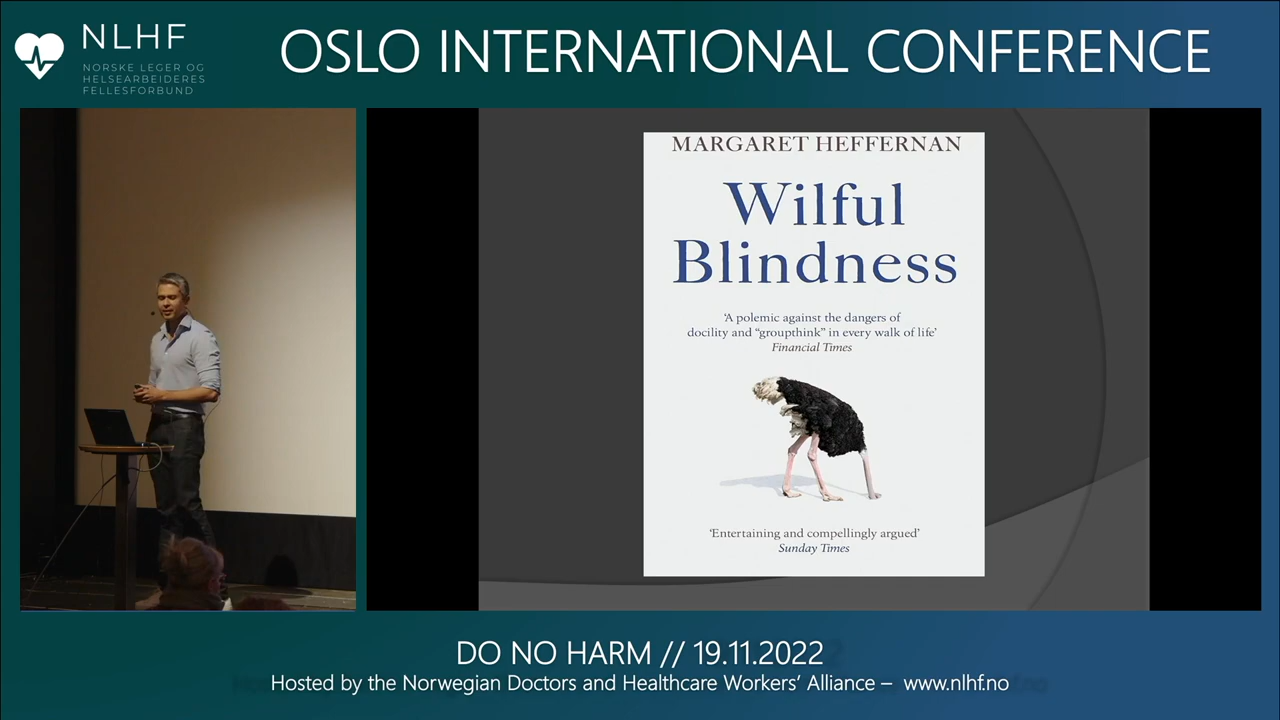 NLHF
NORSKE LEGER OG
HELSEARBEIDERES
FELLESFORBUND
OSLO INTERNATIONAL CONFERENCE
MARGARET HEFFERNAN
Wilful
Blindness
‘A polemic against the dangers of
docility and “groupthink” in every walk of life’
Financial Times
‘Entertaining and compellingly argued’
Sunday Times
DO NO HARM // 19.11.2022
Hosted by the Norwegian Doctors and Healthcare Workers’ Alliance – www.nlhf.no